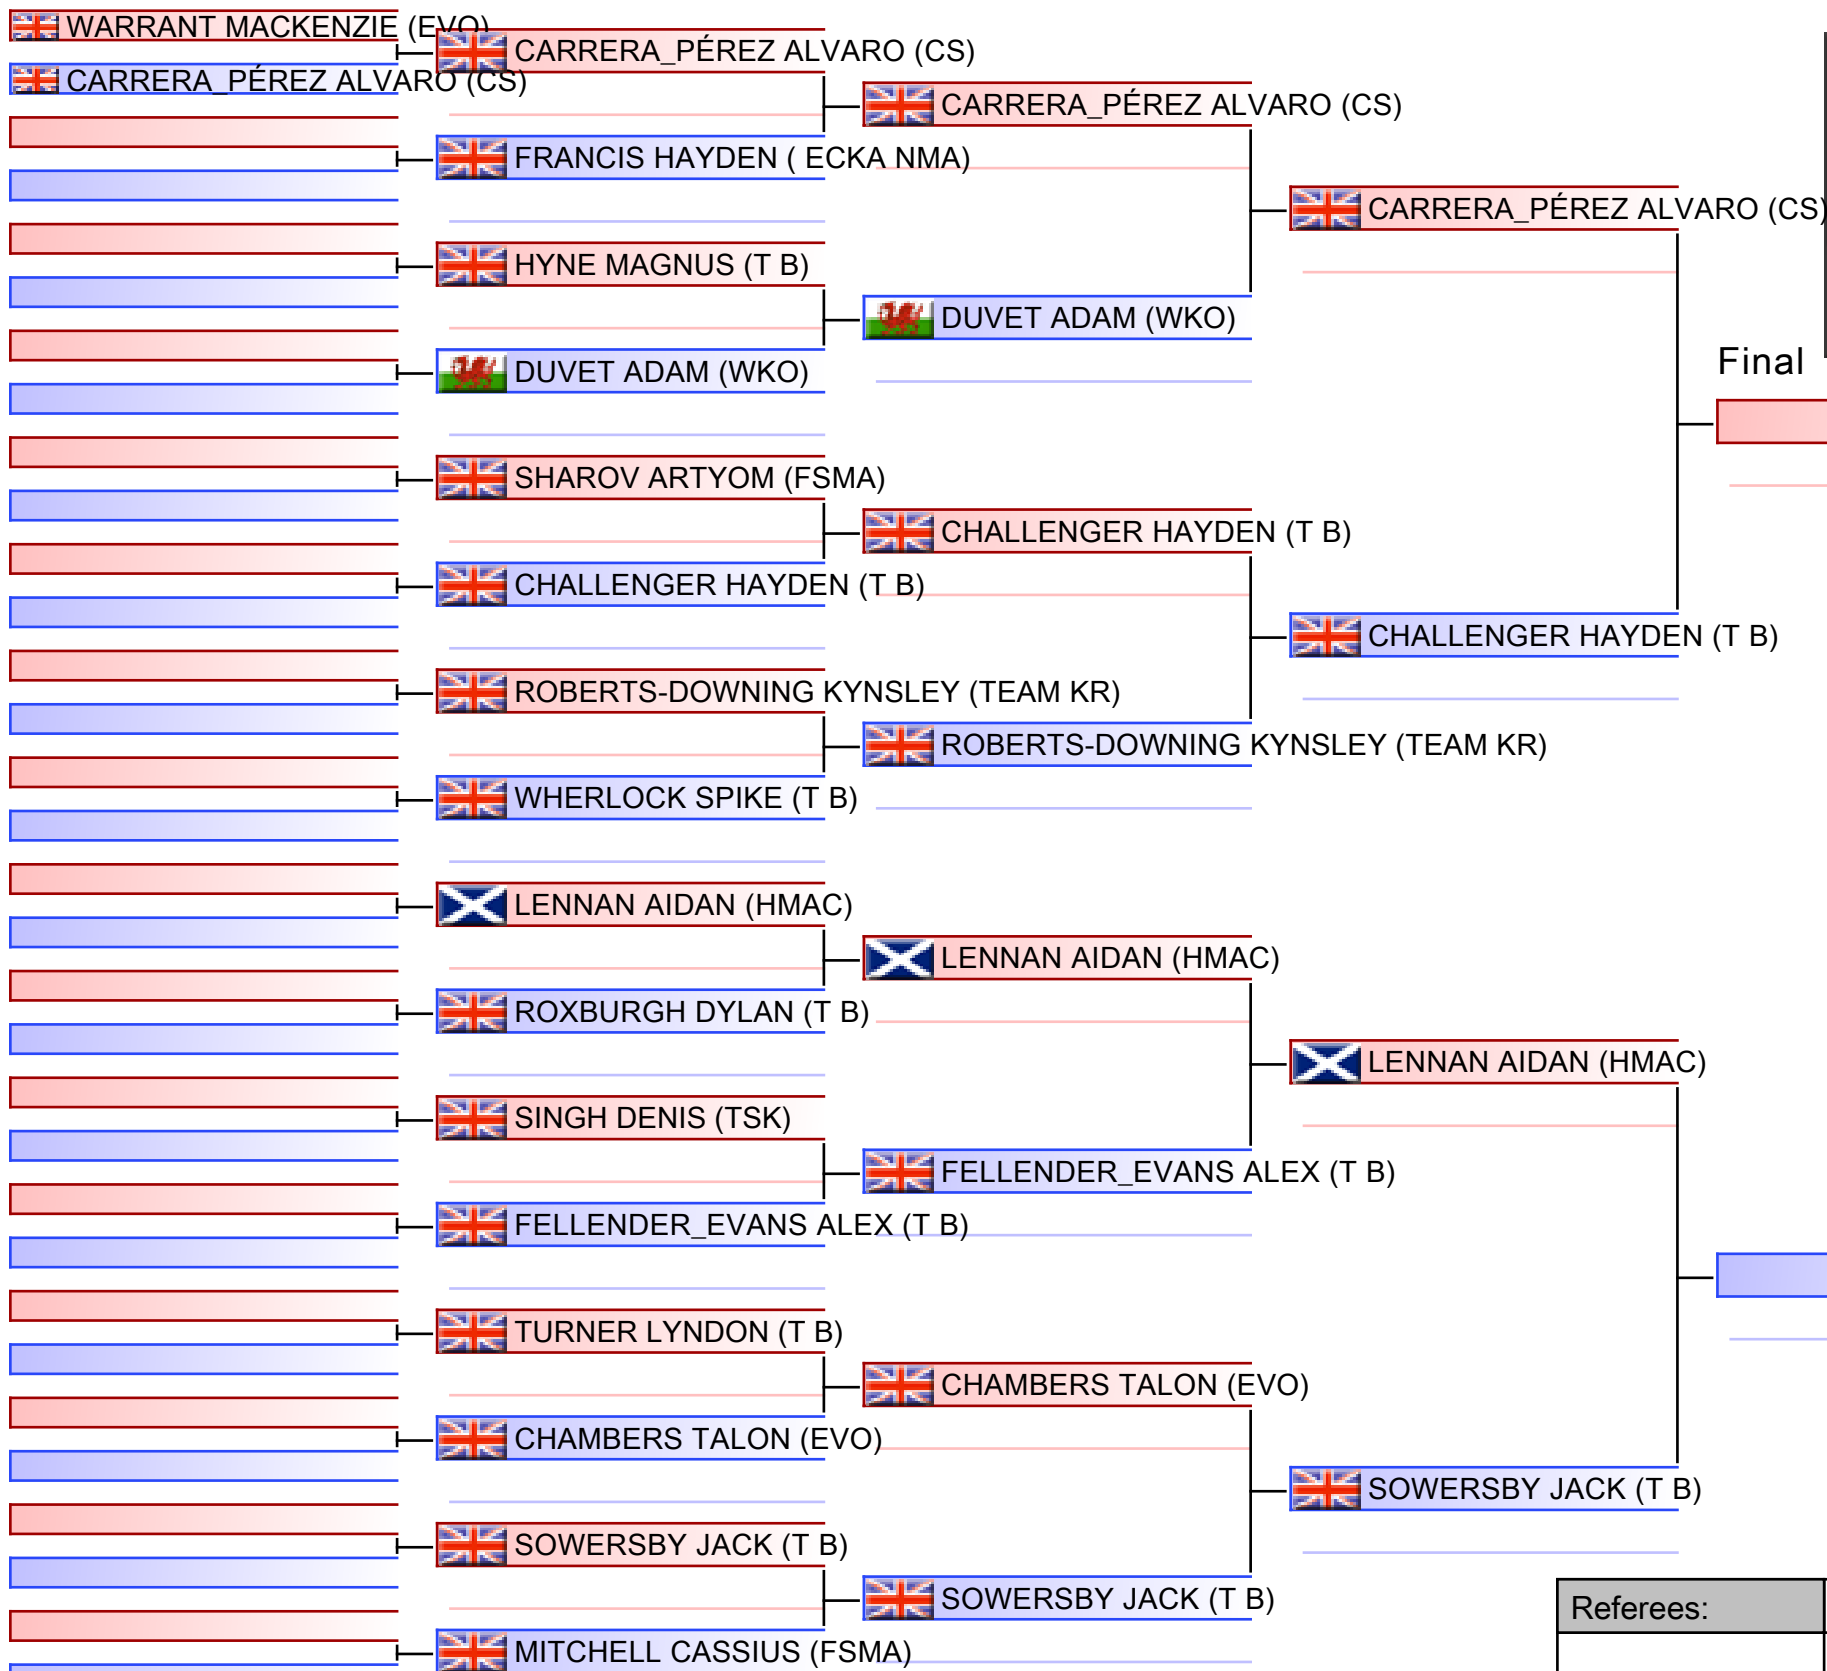 WARRANT MACKENZIE (EVO)
CARRERA_PÉREZ ALVARO (CS)
CARRERA_PÉREZ ALVARO (CS)
FRANCIS HAYDEN ( ECKA NMA)
HYNE MAGNUS (T B)
DUVET ADAM (WKO)
SHAROV ARTYOM (FSMA)
CHALLENGER HAYDEN (T B)
ROBERTS-DOWNING KYNSLEY (TEAM KR)
WHERLOCK SPIKE (T B)
LENNAN AIDAN (HMAC)
ROXBURGH DYLAN (T B)
SINGH DENIS (TSK)
FELLENDER_EVANS ALEX (T B)
TURNER LYNDON (T B)
CHAMBERS TALON (EVO)
SOWERSBY JACK (T B)
MITCHELL CASSIUS (FSMA)
CARRERA_PÉREZ ALVARO (CS)
DUVET ADAM (WKO)
CHALLENGER HAYDEN (T B)
ROBERTS-DOWNING KYNSLEY (TEAM KR)
LENNAN AIDAN (HMAC)
FELLENDER_EVANS ALEX (T B)
CHAMBERS TALON (EVO)
SOWERSBY JACK (T B)
CARRERA_PÉREZ ALVARO (CS)
CHALLENGER HAYDEN (T B)
LENNAN AIDAN (HMAC)
SOWERSBY JACK (T B)
Final
Referees: